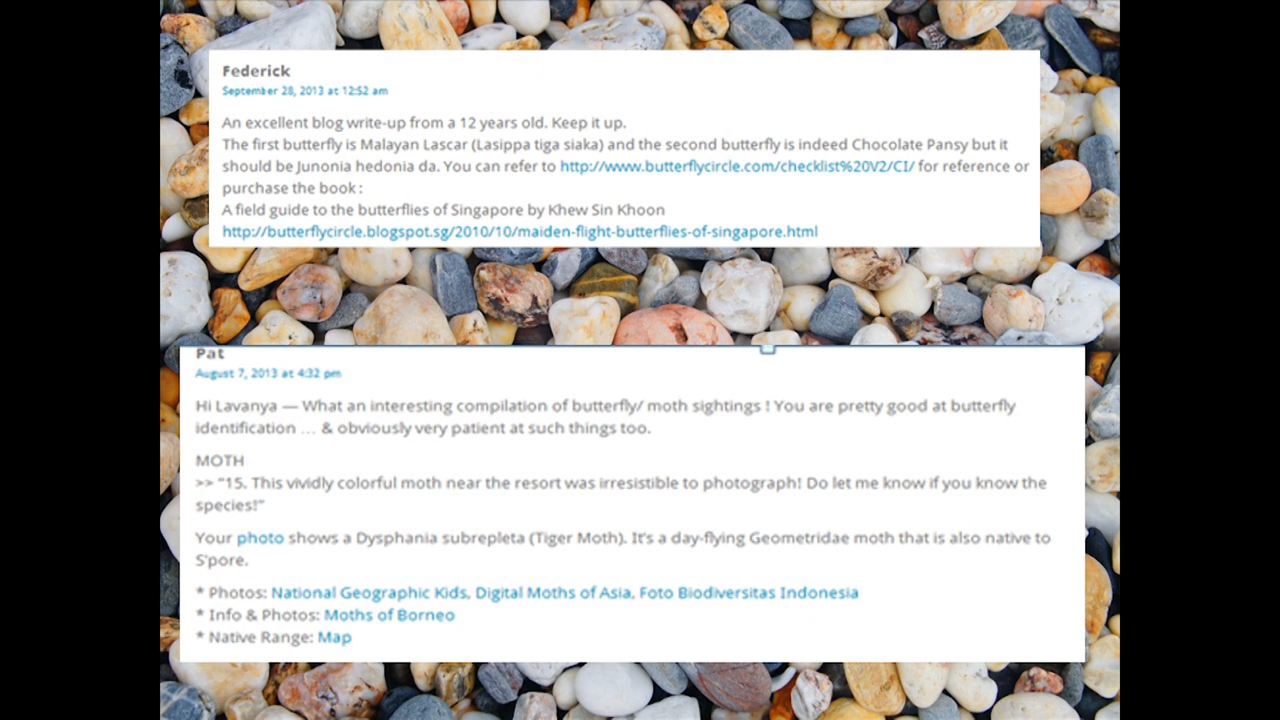 Federick
September 28, 2013 at 12:52 am
An excellent blog write-up from a 12 years old. Keep it up.
The first butterfly is Malayan Lascar (Lasippa tiga siaka) and the second butterfly is indeed Chocolate Pansy but it
should be Junonia hedonia da. You can refer to http://www.butterflycircle.com/checklist%20V2/CI/ for reference or
purchase the book :
A field guide to the butterflies of Singapore by Khew Sin Khoon
http://butterflycircle.blogspot.sg/2010/10/maiden-flight-butterflies-of-singapore.html
Pat
August 7, 2013 at 4:32 pm
Hi Lavanya — What an interesting compilation of butterfly/ moth sightings ! You are pretty good at butterfly
identification … & obviously very patient at such things too.
MOTH
>> “15. This vividly colorful moth near the resort was irresistible to photograph! Do let me know if you know the
species!”
Your photo shows a Dysphania subrepleta (Tiger Moth). It’s a day-flying Geometridae moth that is also native to
S’pore.
* Photos: National Geographic Kids, Digital Moths of Asia, Foto Biodiversitas Indonesia
* Info & Photos: Moths of Borneo
* Native Range: Map